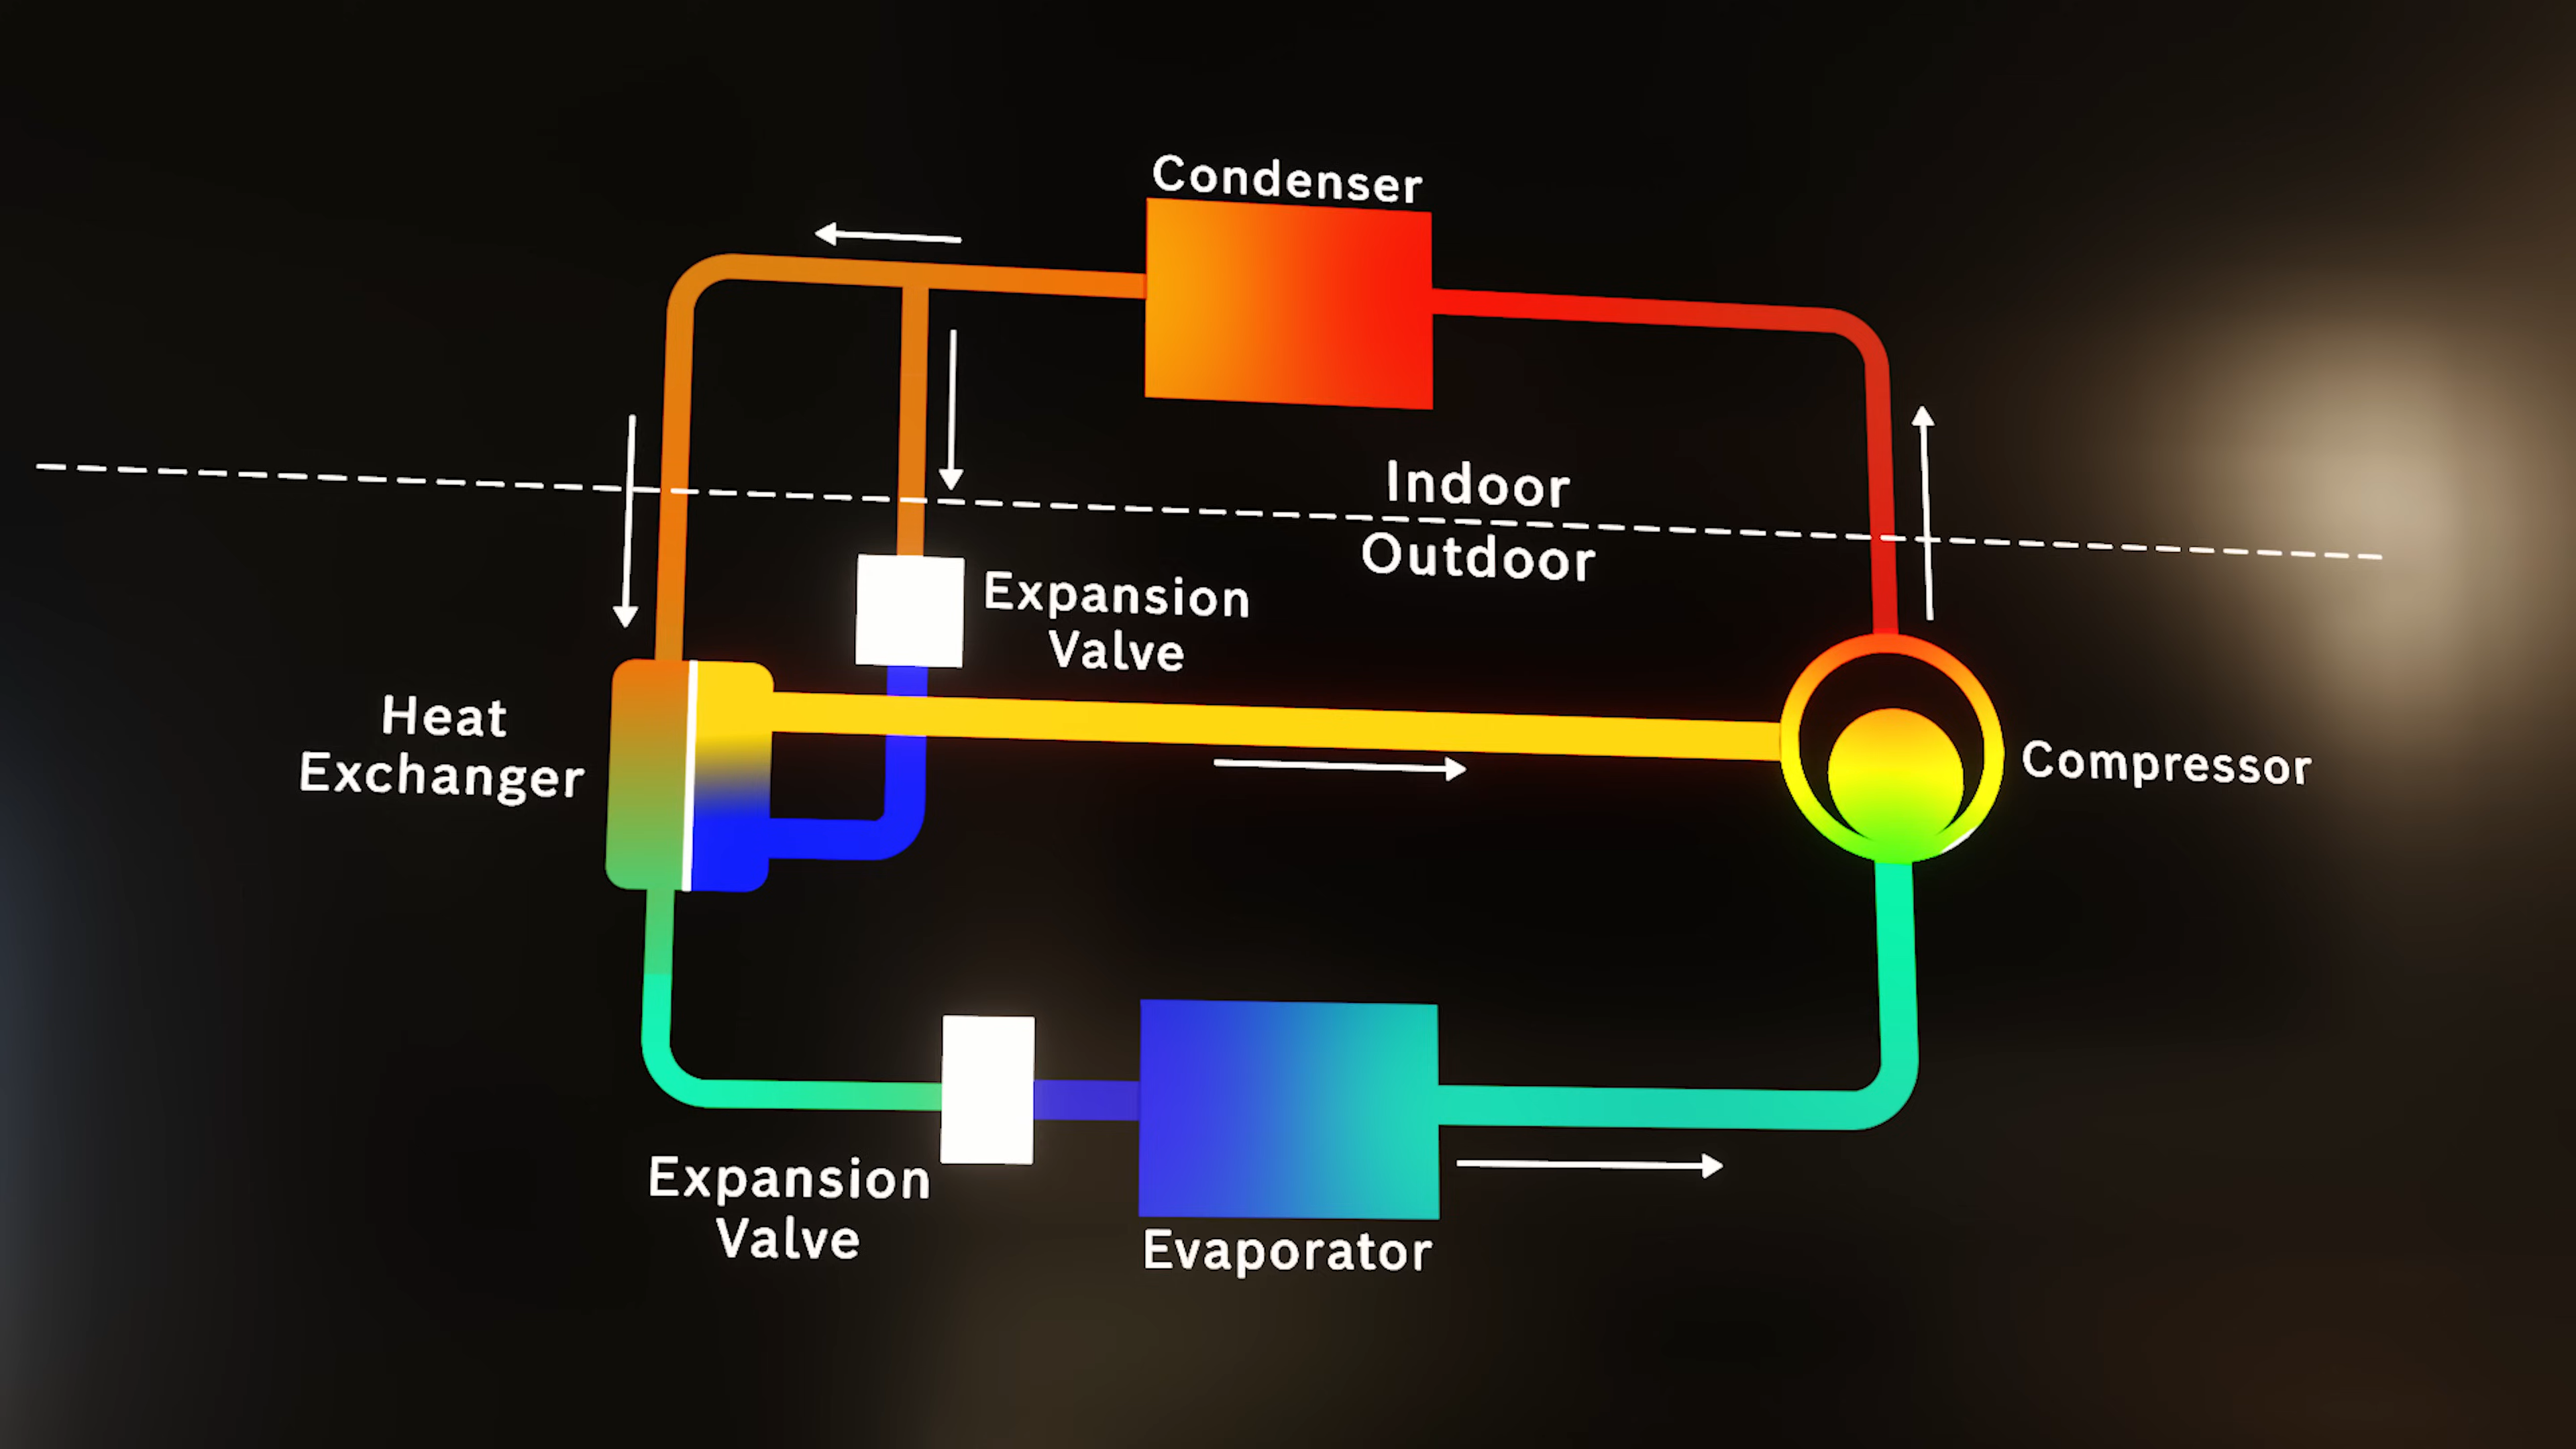 Condenser
Indoor
Outdoor
Expansion
Valve
Heat
Exchanger
Compressor
Expansion
Valve
Evaporator